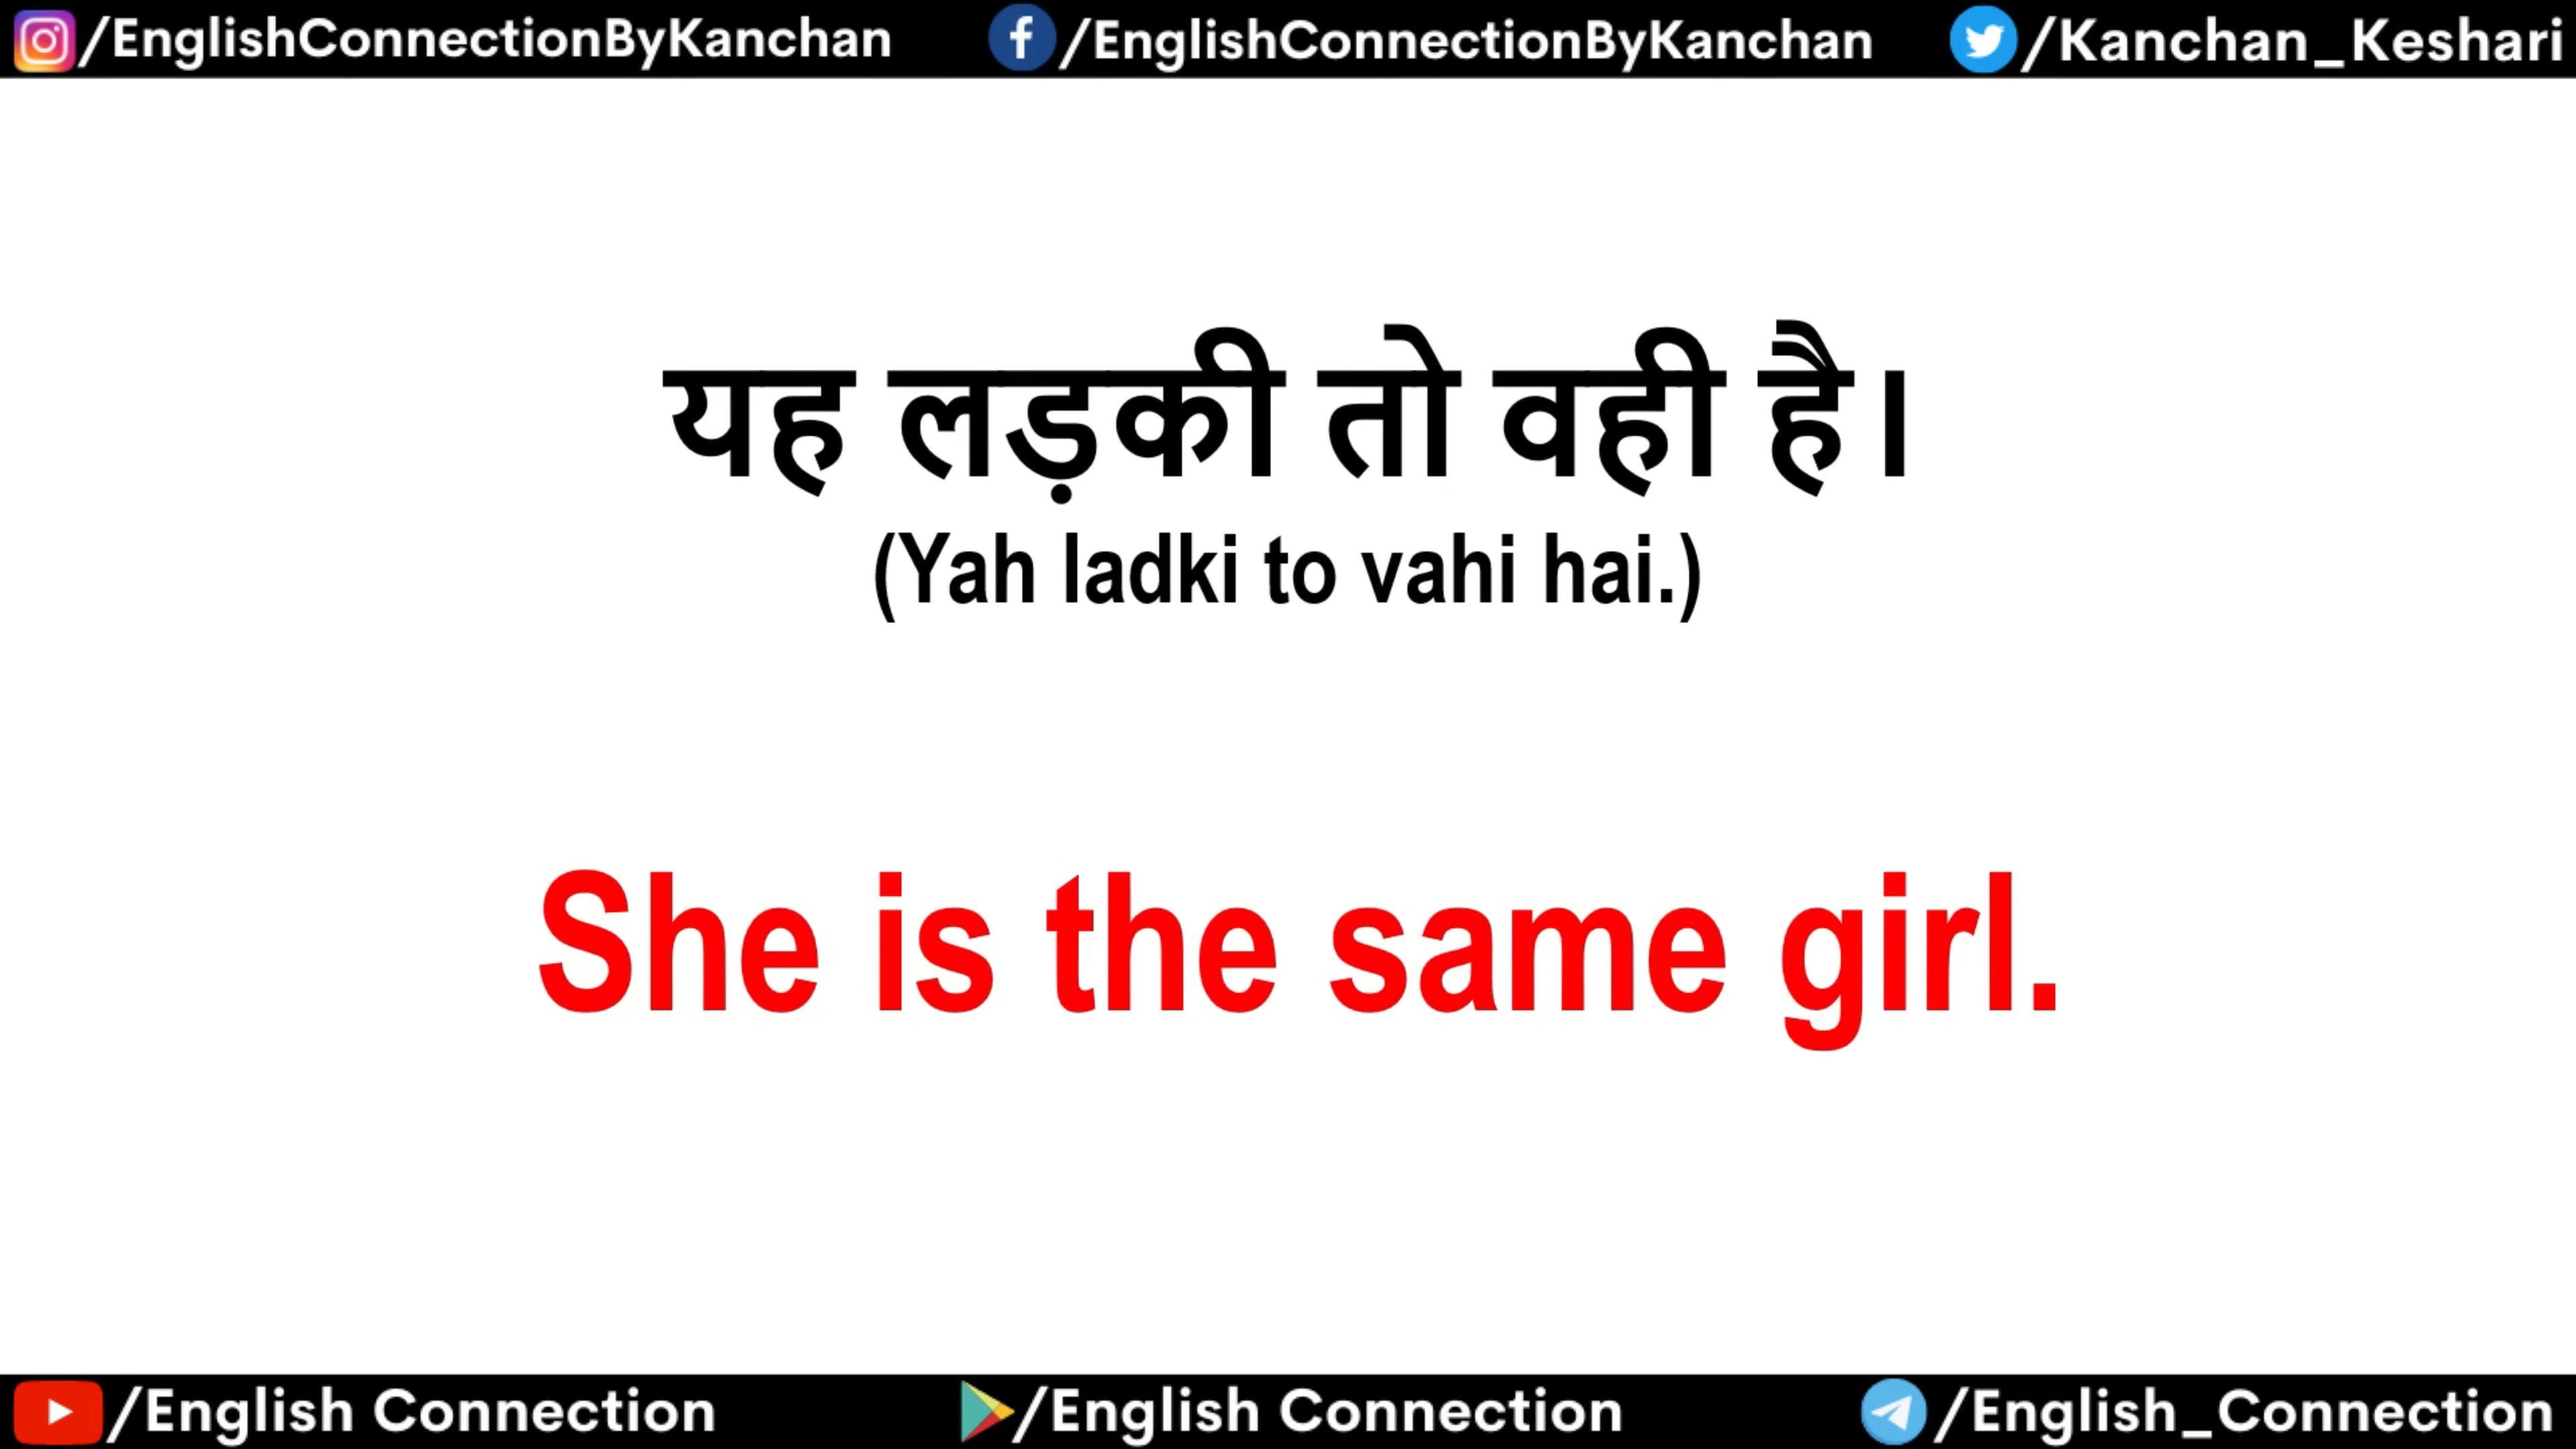 /EnglishConnectionByKanchan /EnglishConnectionByKanchan /Kanchan_Keshari
यह लड़की तो वही है।
(Yah ladki to vahi hai.)
She is the same girl.
/English Connection /English Connection /English_Connection